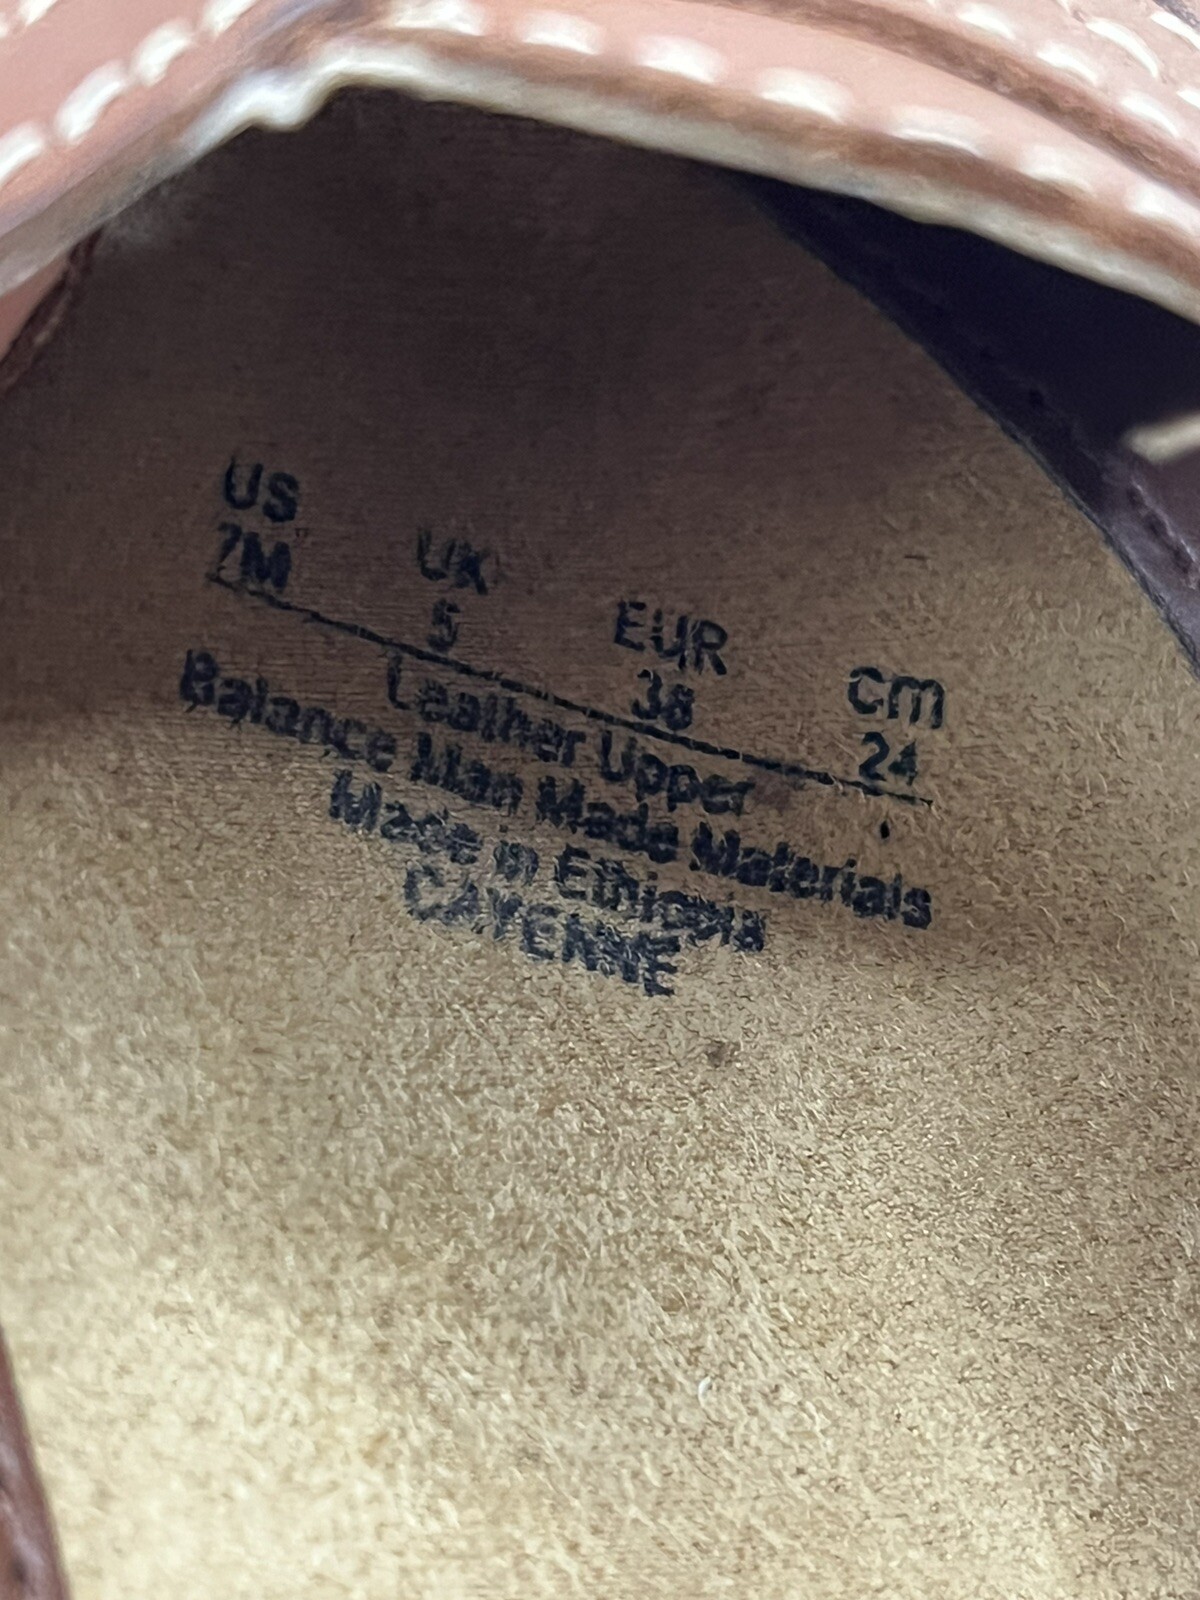 US UK EUR cm
7M 5 38 24
Leather Upper
Balance Man Made Materials
Made in Ethiopia
CAYENNE